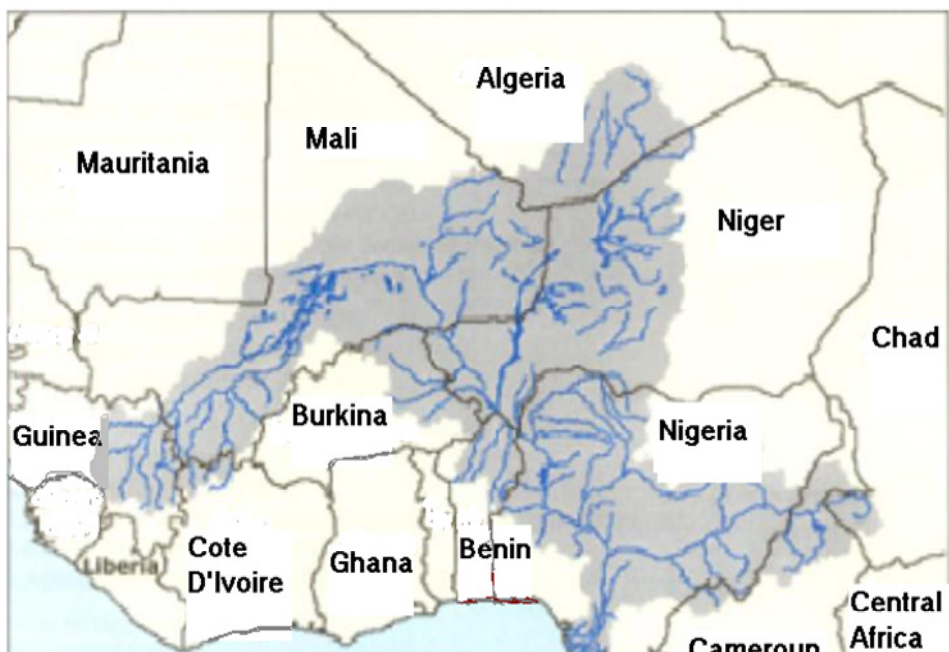 Algeria
Mali
Mauritania
Niger
Chad
Burkina
Guinea
Nigeria
Liberia
Cote
D'Ivoire
Ghana
Benin
Central
Africa
Cameroun